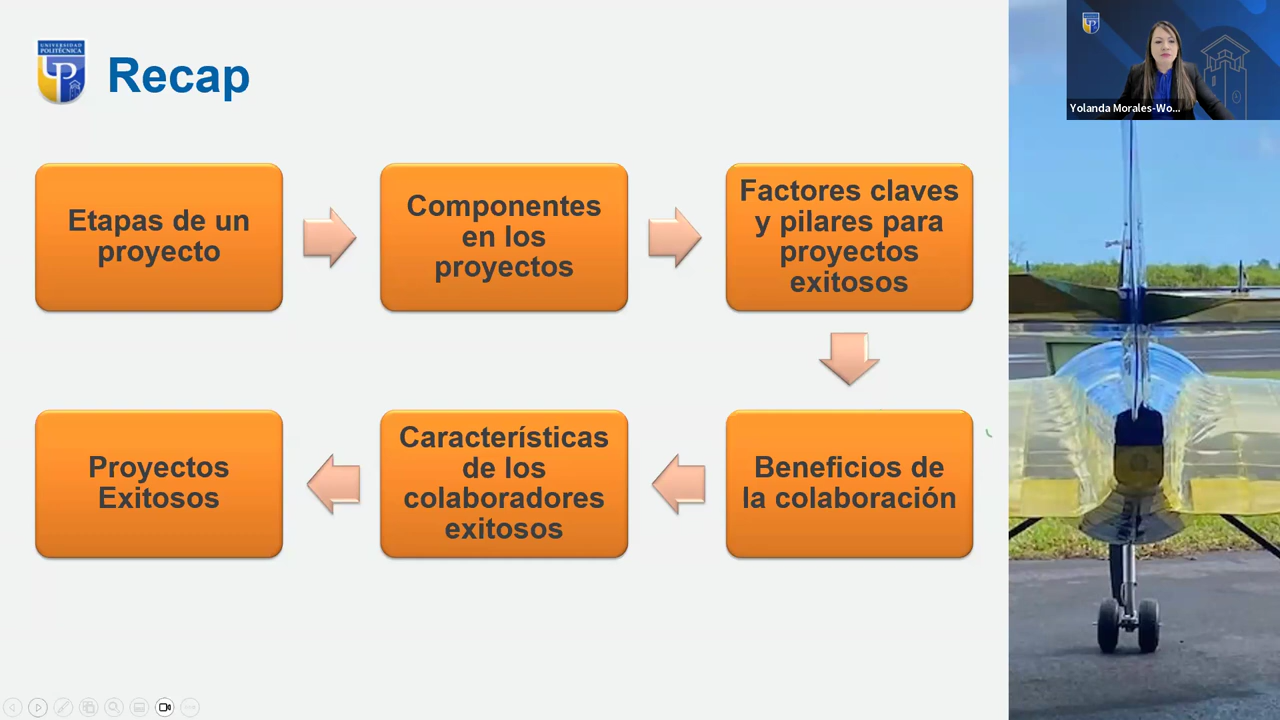 UNIVERSIDAD
POLITÉCNICA
Recap
Yolanda Morales-Wo...
Etapas de un
proyecto
Componentes
en los
proyectos
Factores claves
y pilares para
proyectos
exitosos
Beneficios de
la colaboración
Características
de los
colaboradores
exitosos
Proyectos
Exitosos